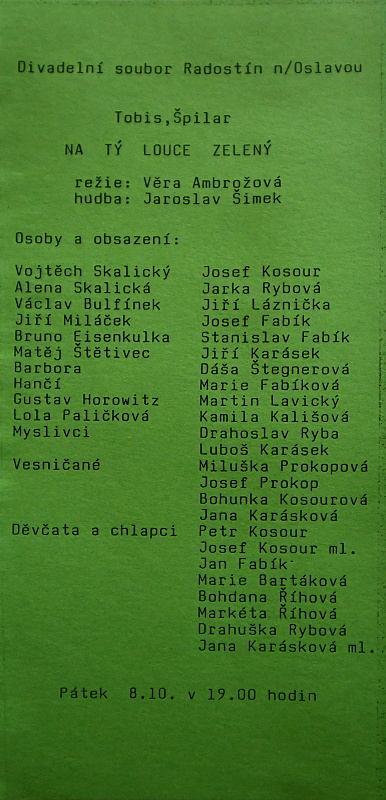 Divadelní soubor Radostín n/Oslavou
Tobis,Špilar
NA TÝ LOUCE ZELENÝ
režie: Věra Ambrožová
hudba: Jaroslav Šimek
Osoby a obsazení:
Vojtěch Skalický Josef Kosour
Alena Skalická Jarka Rybová
Václav Bulfínek Jiří Láznička
Jiří Miláček Josef Fabík
Bruno Eisenkulka Stanislav Fabík
Matěj Štětivec Jiří Karásek
Barbora Dáša Štegnerová
Hančí Marie Fabíková
Gustav Horowitz Martin Lavický
Lola Paličková Kamila Kališová
Myslivci Drahoslav Ryba
Luboš Karásek
Vesničané Miluška Prokopová
Josef Prokop
Bohunka Kosourová
Jana Karásková
Děvčata a chlapci Petr Kosour
Josef Kosour ml.
Jan Fabík
Marie Bartáková
Bohdana Říhová
Markéta Říhová
Drahuška Rybová
Jana Karásková ml.
Pátek 8.10. v 19.00 hodin